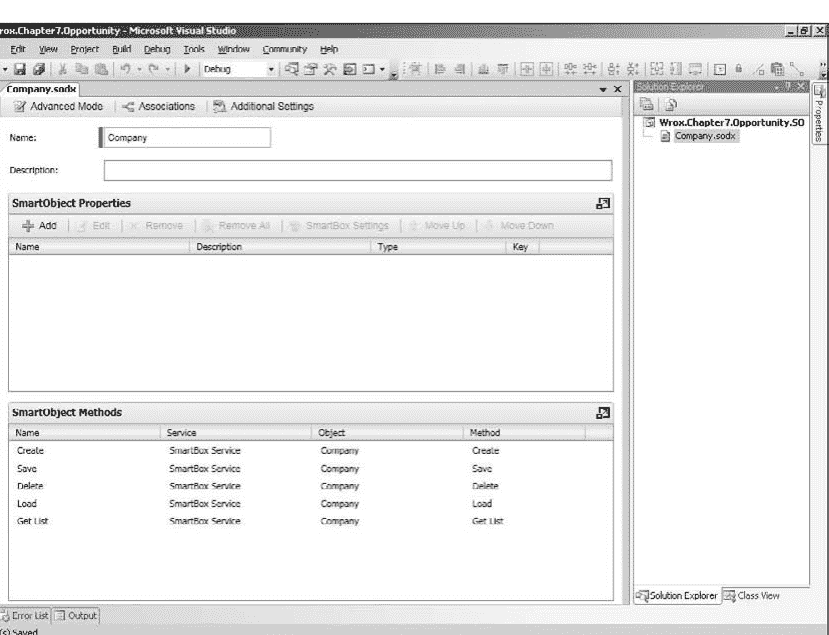 rox.Chapter7.Opportunity - Microsoft Visual Studio
Edit View Project Build Debug Tools Window Community Help
Debug
Company.sodx
Advanced Mode Associations Additional Settings
Name: Company
Description:
SmartObject Properties
Add Edit Remove Remove All SmartBox Settings Move Up Move Down
Name Description Type Key
SmartObject Methods
Name Service Object Method
Create SmartBox Service Company Create
Save SmartBox Service Company Save
Delete SmartBox Service Company Delete
Load SmartBox Service Company Load
Get List SmartBox Service Company Get List
Solution Explorer
Wrox.Chapter7.Opportunity.SO
Company.sodx
Properties
Solution Explorer Class View
Error List Output
(s) Saved